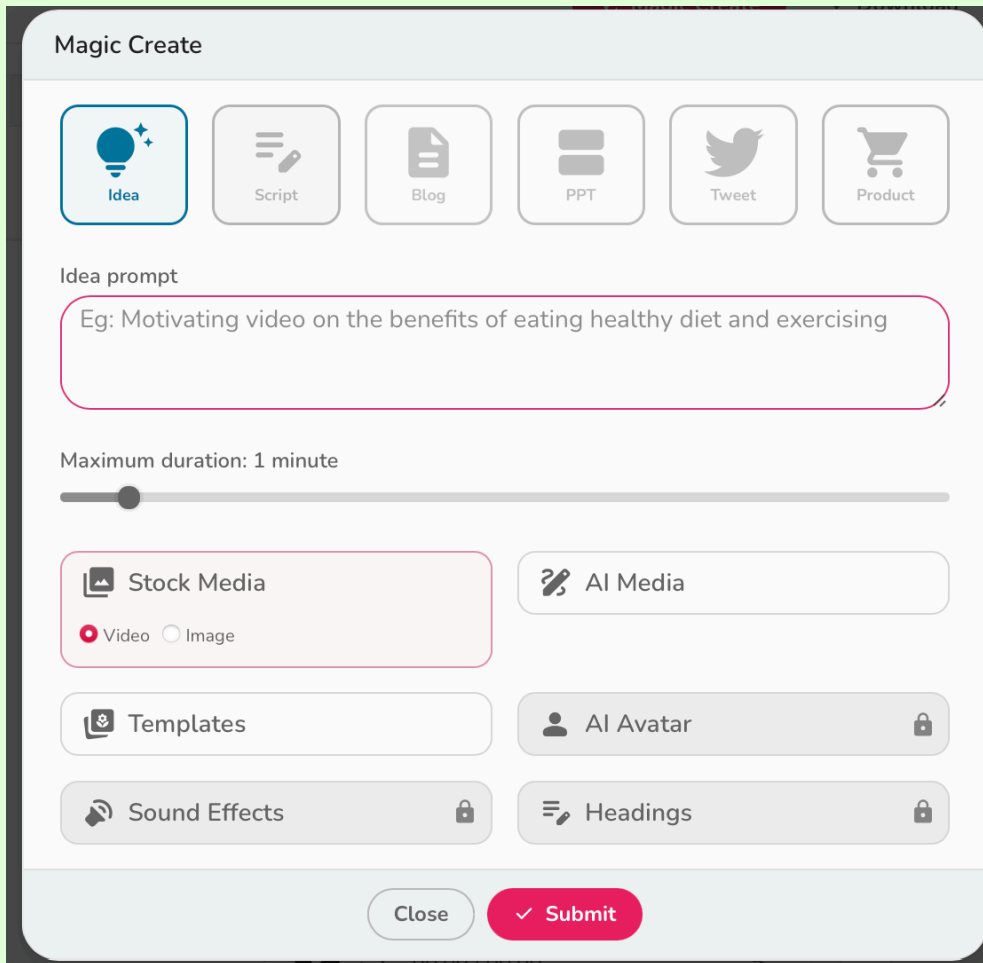 Magic Create
Idea
Script
Blog
PPT
Tweet
Product
Idea prompt
Eg: Motivating video on the benefits of eating healthy diet and exercising
Maximum duration: 1 minute
Stock Media
AI Media
Video
Image
Templates
AI Avatar
Sound Effects
Headings
Close
Submit